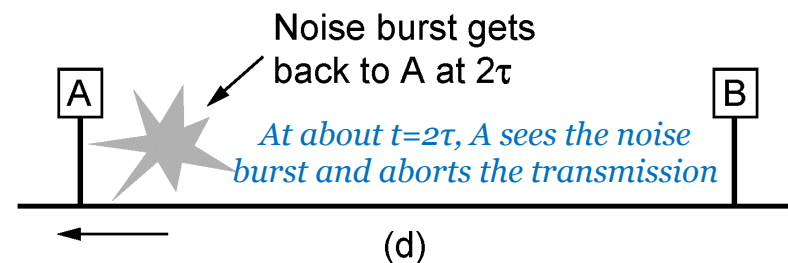 Noise burst gets
back to A at 2τ
A
B
At about t=2τ, A sees the noise
burst and aborts the transmission
(d)